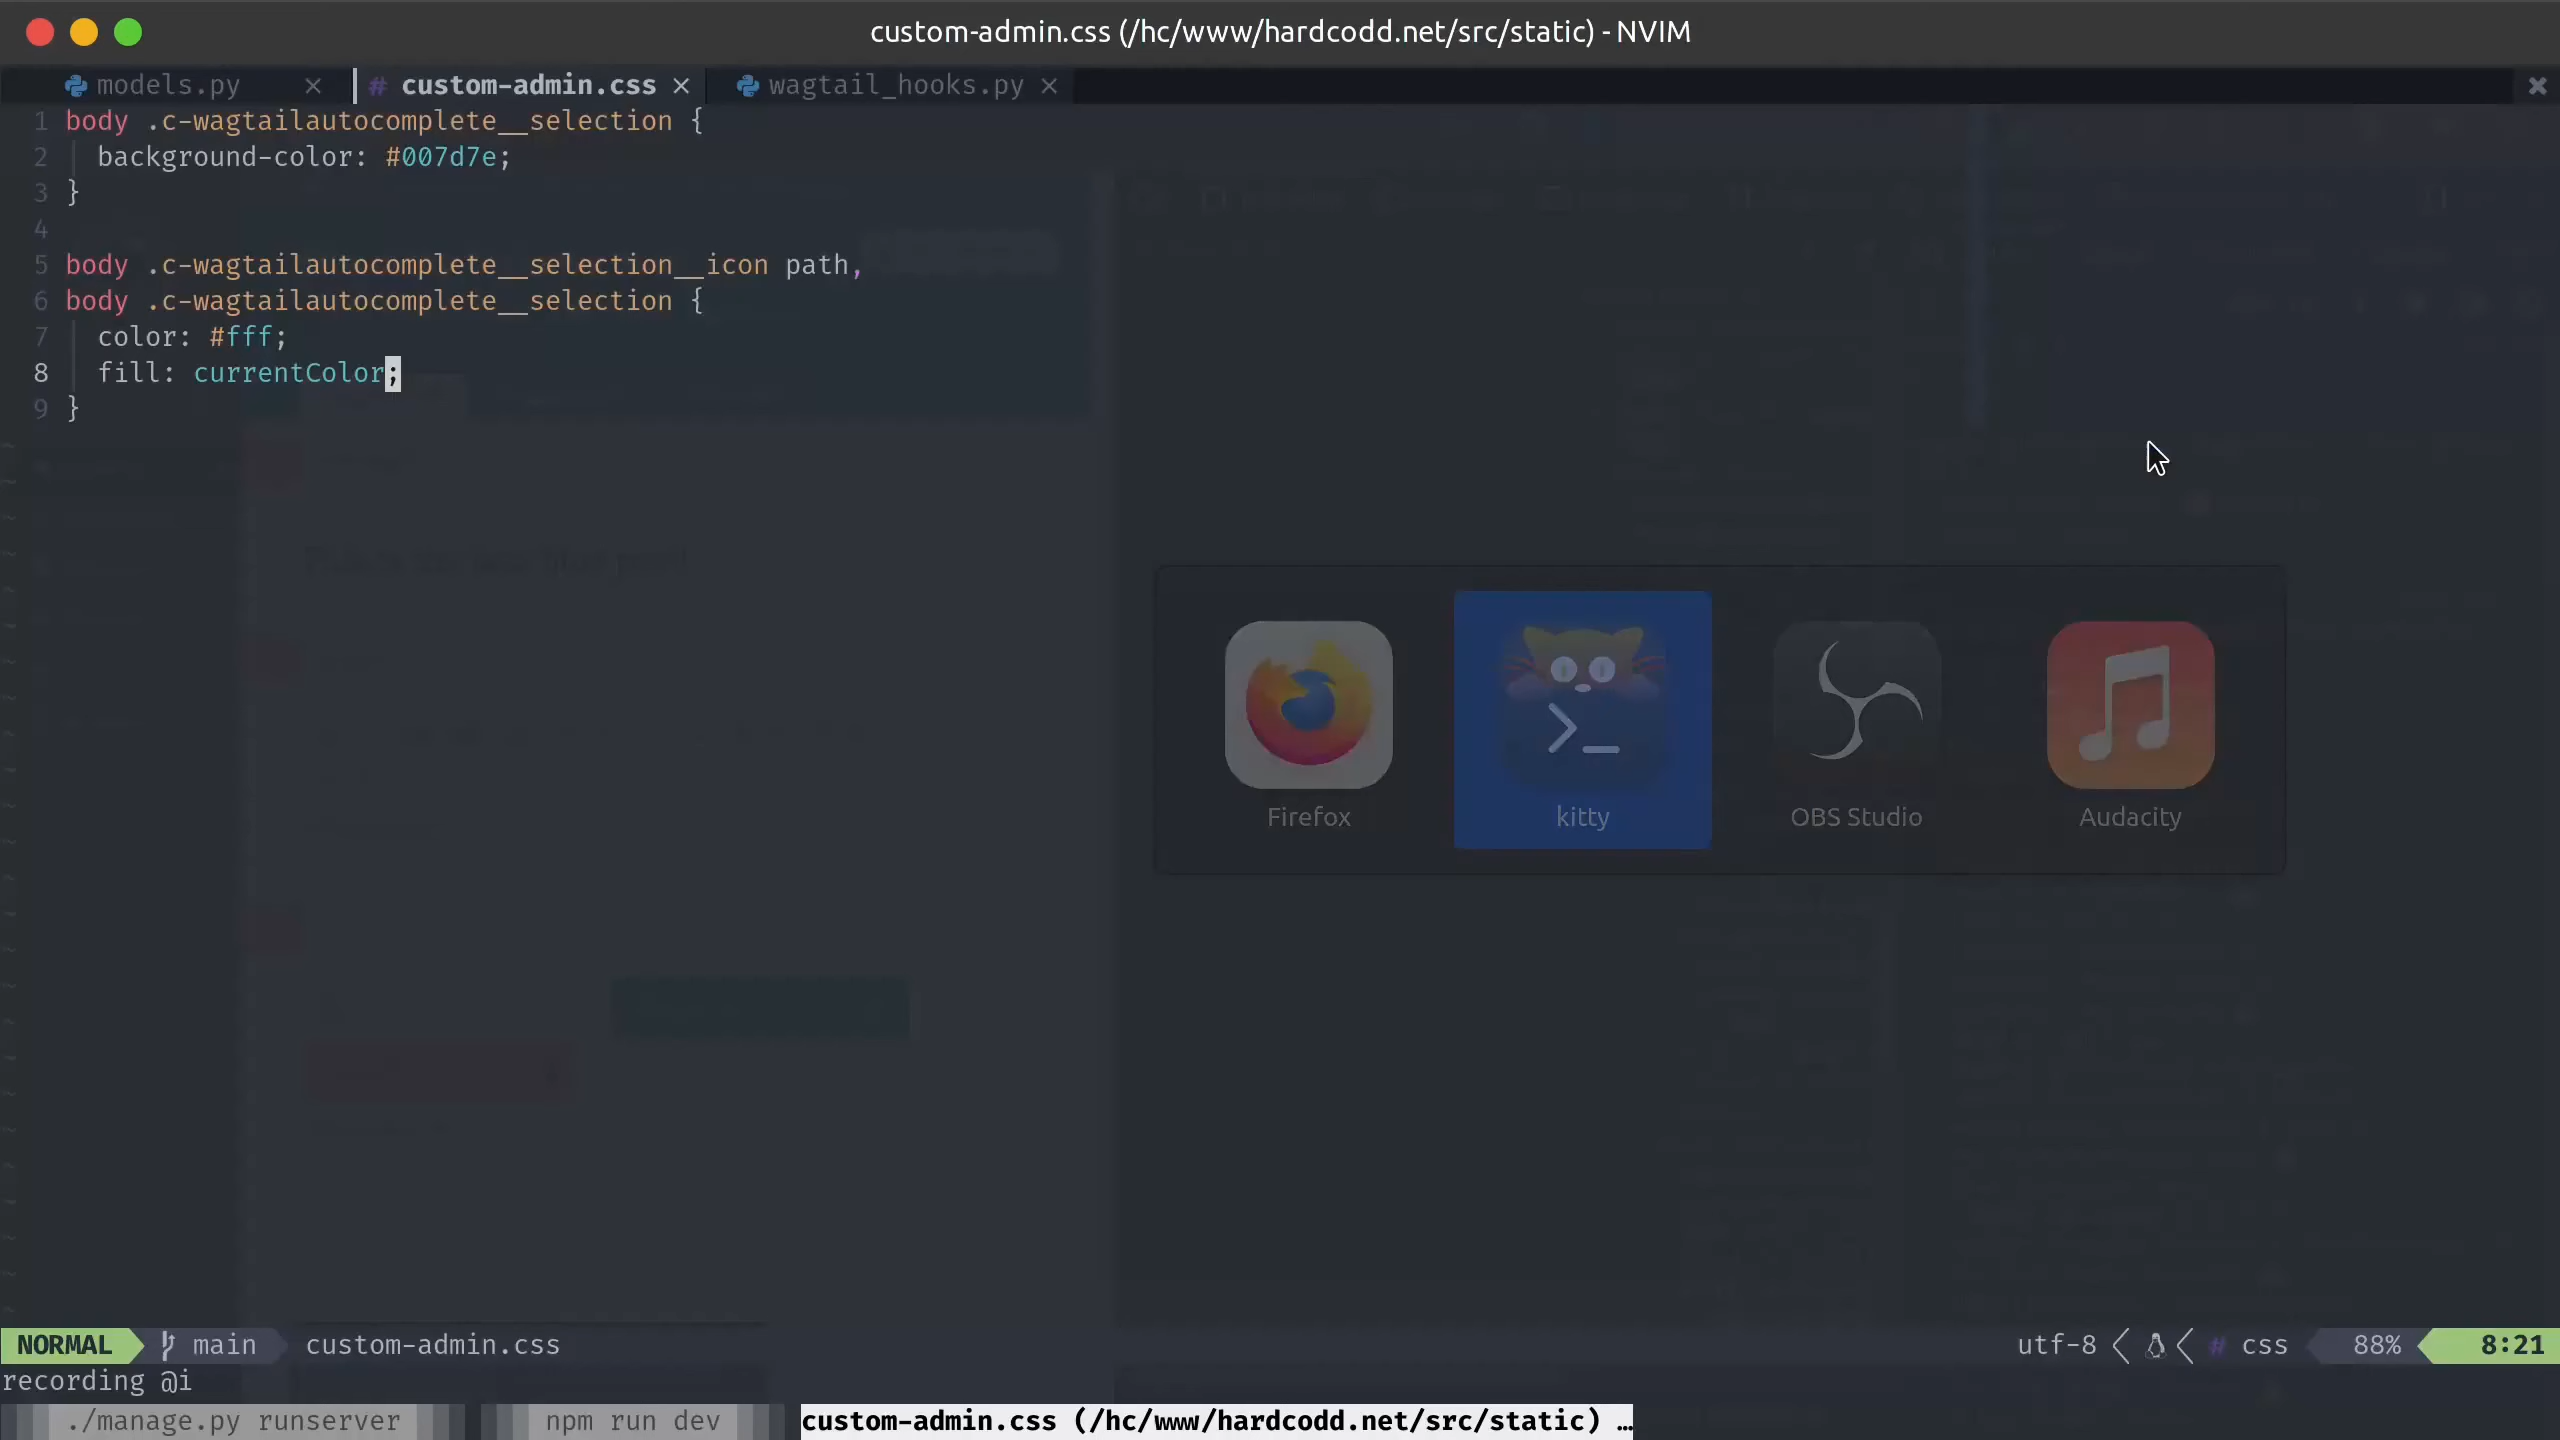 custom-admin.css (/hc/www/hardcodd.net/src/static) - NVIM
models.py × # custom-admin.css × wagtail_hooks.py ×
1 body .c-wagtailautocomplete__selection {
2 background-color: #007d7e;
3 }
4
5 body .c-wagtailautocomplete__selection__icon path,
6 body .c-wagtailautocomplete__selection {
7 color: #fff;
8 fill: currentColor;
9 }
Firefox kitty OBS Studio Audacity
NORMAL main custom-admin.css utf-8 # css 88% 8:21
recording @i
./manage.py runserver npm run dev custom-admin.css (/hc/www/hardcodd.net/src/static) …